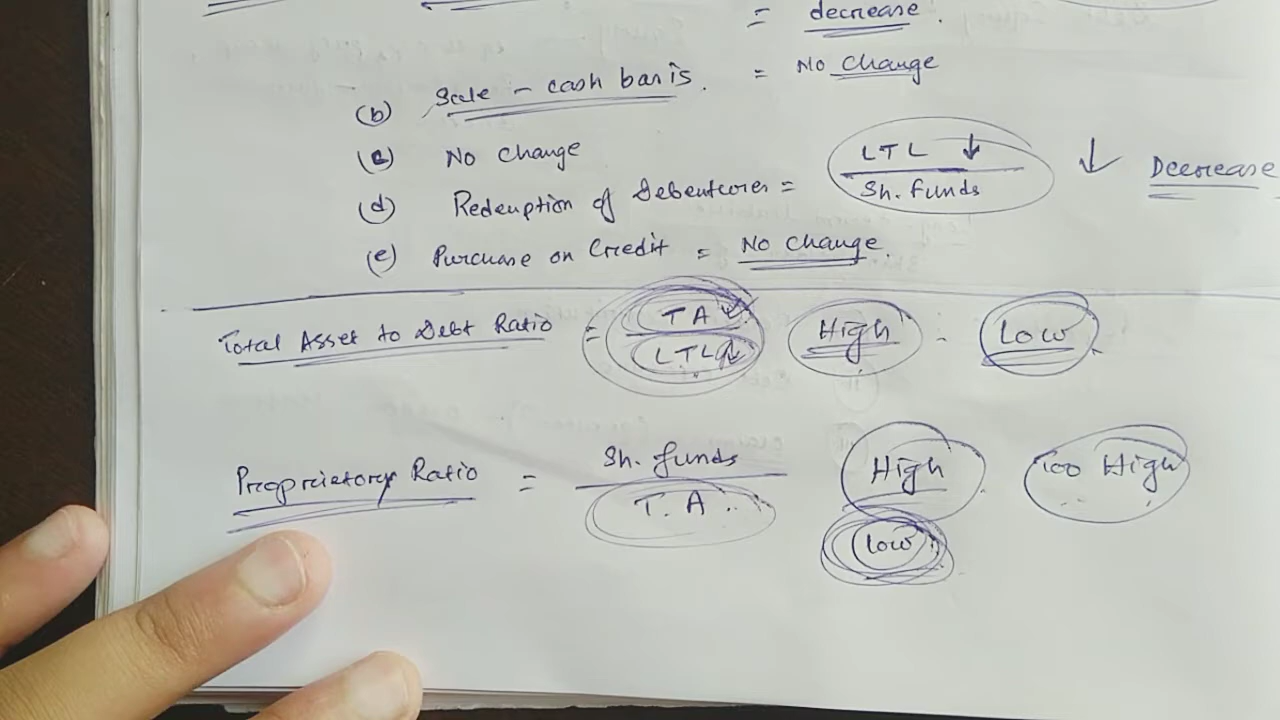 = decrease.
(b) Sale - cash basis. = No change
(c) No change
(d) Redemption of Debentures = LTL ↓ / Sh. funds ↓ Decrease
(e) Purchase on Credit = No change.
Total Asset to Debt Ratio = TA / LTL High - Low
Proprietory Ratio = Sh. funds / T.A. High too High
(low)